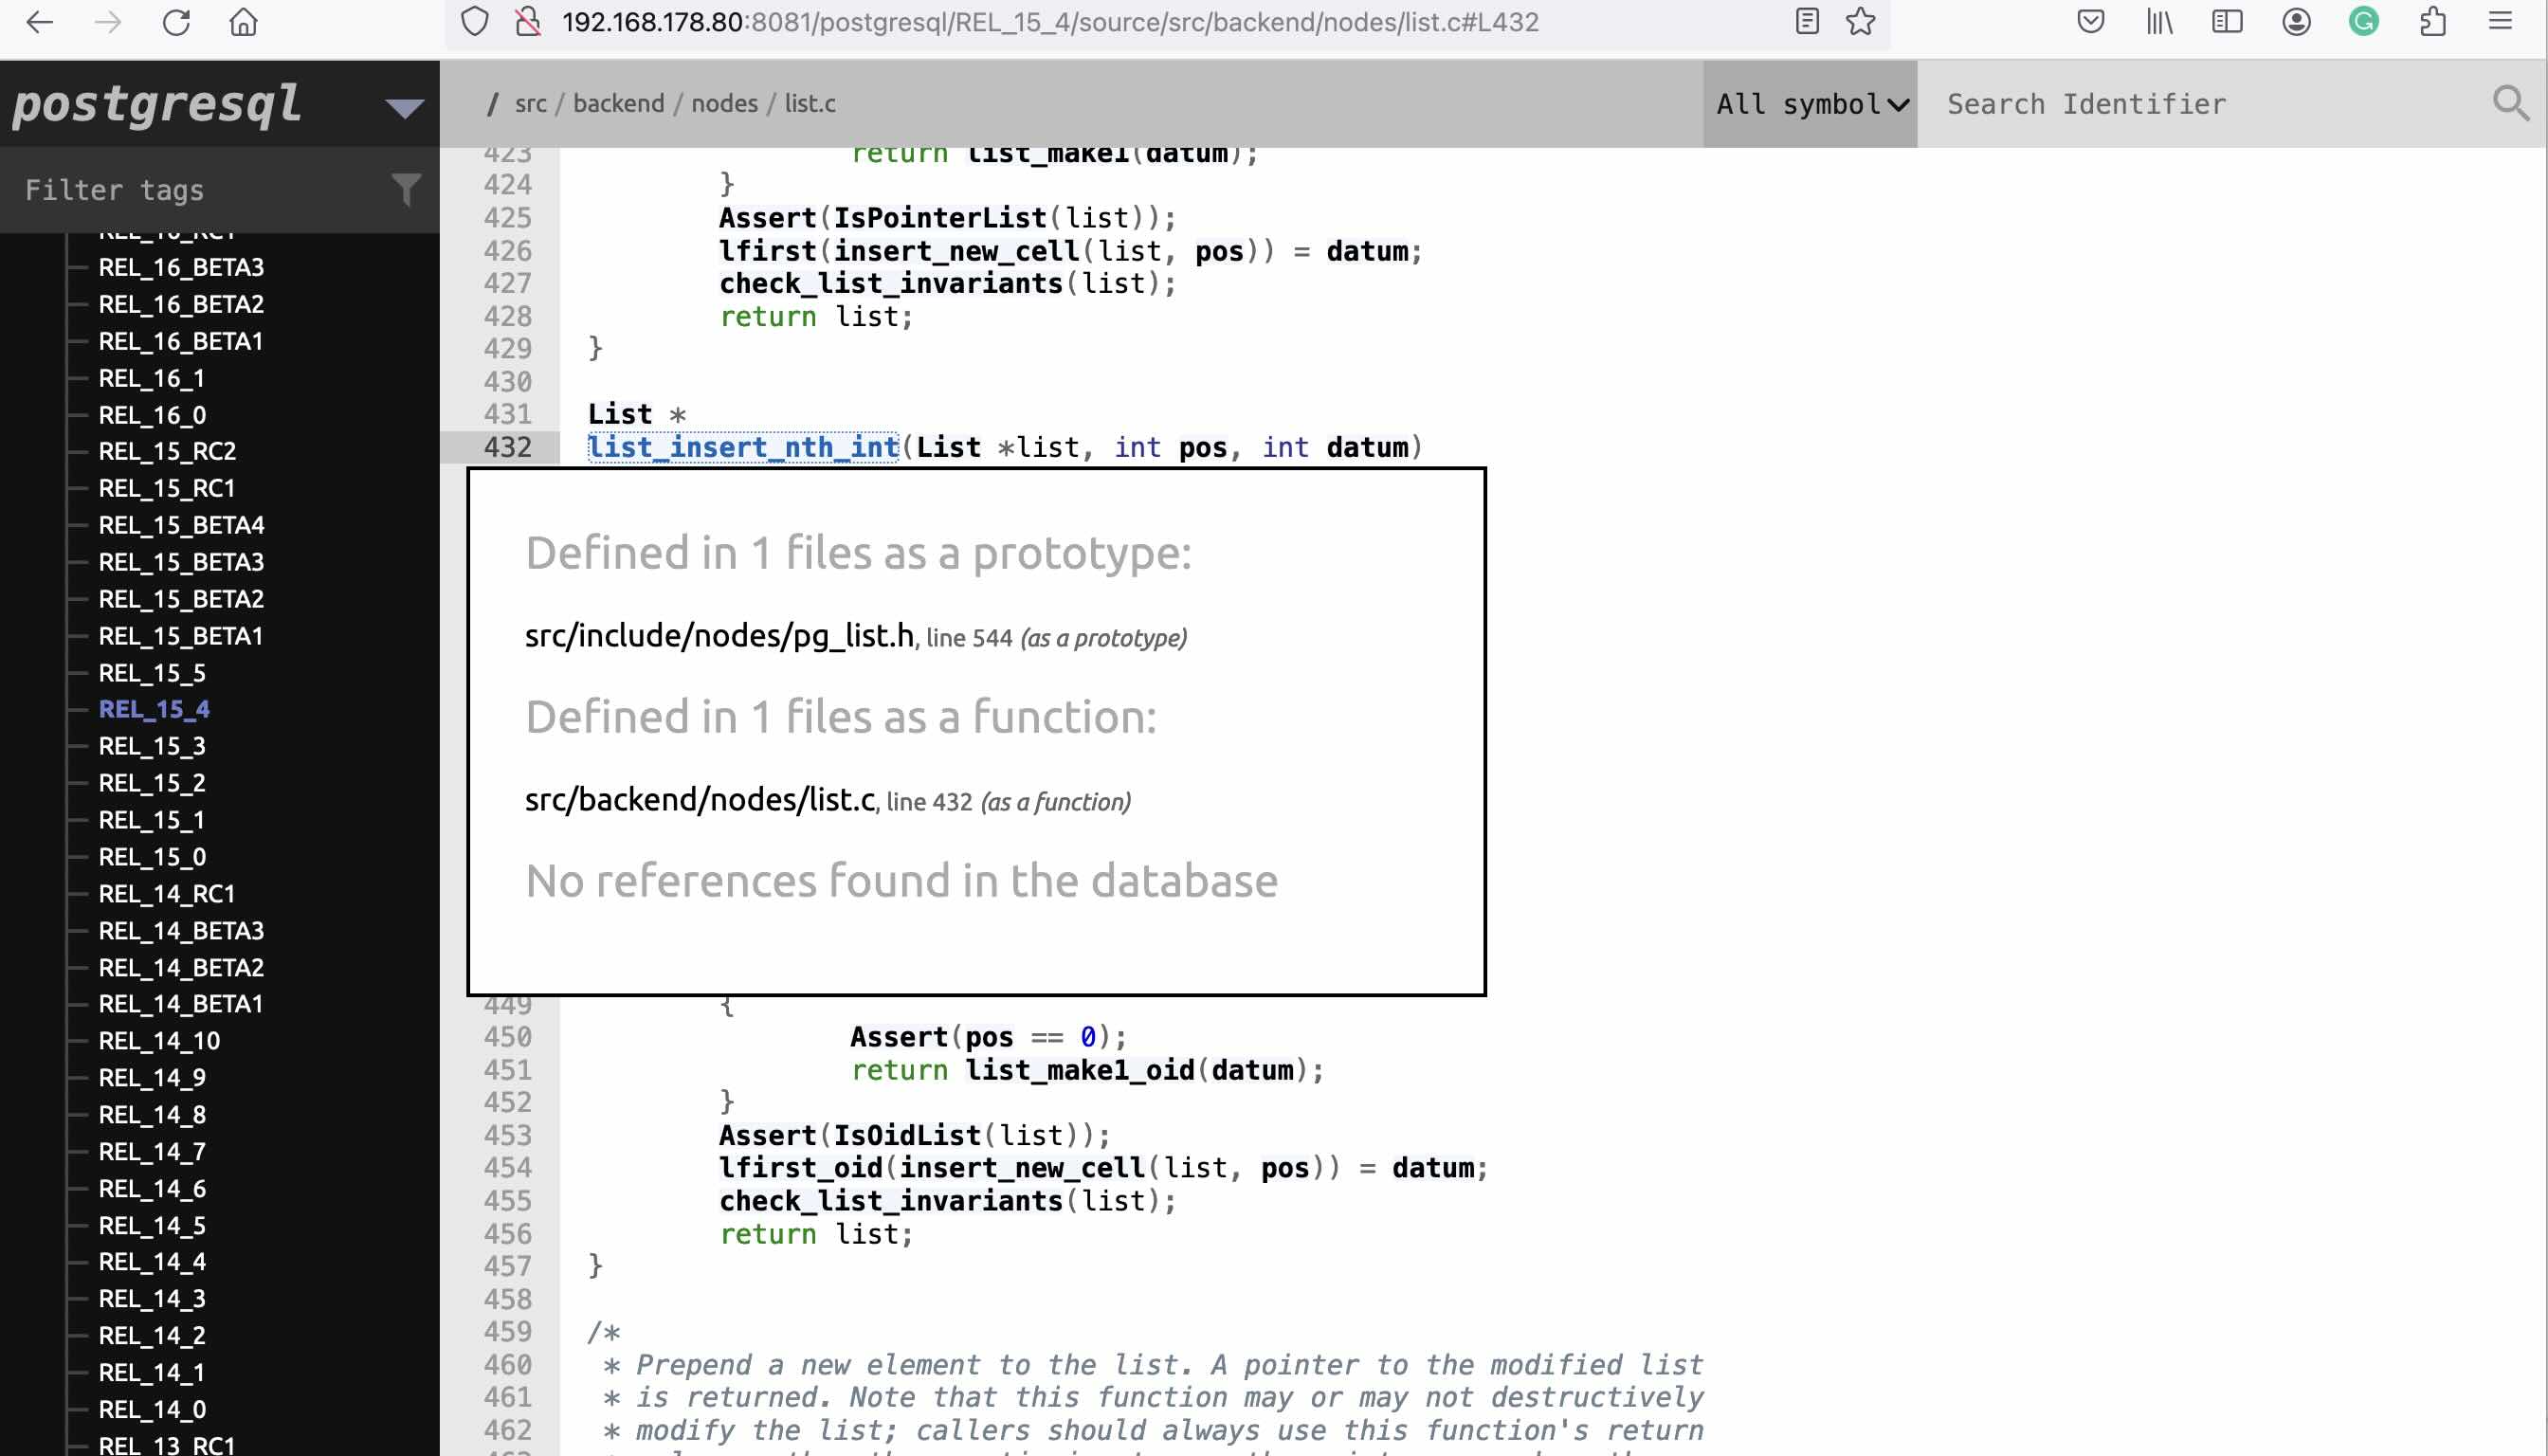 192.168.178.80:8081/postgresql/REL_15_4/source/src/backend/nodes/list.c#L432
postgresql
/ src / backend / nodes / list.c
All symbol
Search Identifier
Filter tags
REL_16_RC1
REL_16_BETA3
REL_16_BETA2
REL_16_BETA1
REL_16_1
REL_16_0
REL_15_RC2
REL_15_RC1
REL_15_BETA4
REL_15_BETA3
REL_15_BETA2
REL_15_BETA1
REL_15_5
REL_15_4
REL_15_3
REL_15_2
REL_15_1
REL_15_0
REL_14_RC1
REL_14_BETA3
REL_14_BETA2
REL_14_BETA1
REL_14_10
REL_14_9
REL_14_8
REL_14_7
REL_14_6
REL_14_5
REL_14_4
REL_14_3
REL_14_2
REL_14_1
REL_14_0
REL_13_RC1
423 return list_make1(datum);
424 }
425 Assert(IsPointerList(list));
426 lfirst(insert_new_cell(list, pos)) = datum;
427 check_list_invariants(list);
428 return list;
429 }
430
431 List *
432 list_insert_nth_int(List *list, int pos, int datum)
Defined in 1 files as a prototype:
src/include/nodes/pg_list.h, line 544 (as a prototype)
Defined in 1 files as a function:
src/backend/nodes/list.c, line 432 (as a function)
No references found in the database
449 {
450 Assert(pos == 0);
451 return list_make1_oid(datum);
452 }
453 Assert(IsOidList(list));
454 lfirst_oid(insert_new_cell(list, pos)) = datum;
455 check_list_invariants(list);
456 return list;
457 }
458
459 /*
460 * Prepend a new element to the list. A pointer to the modified list
461 * is returned. Note that this function may or may not destructively
462 * modify the list; callers should always use this function's return